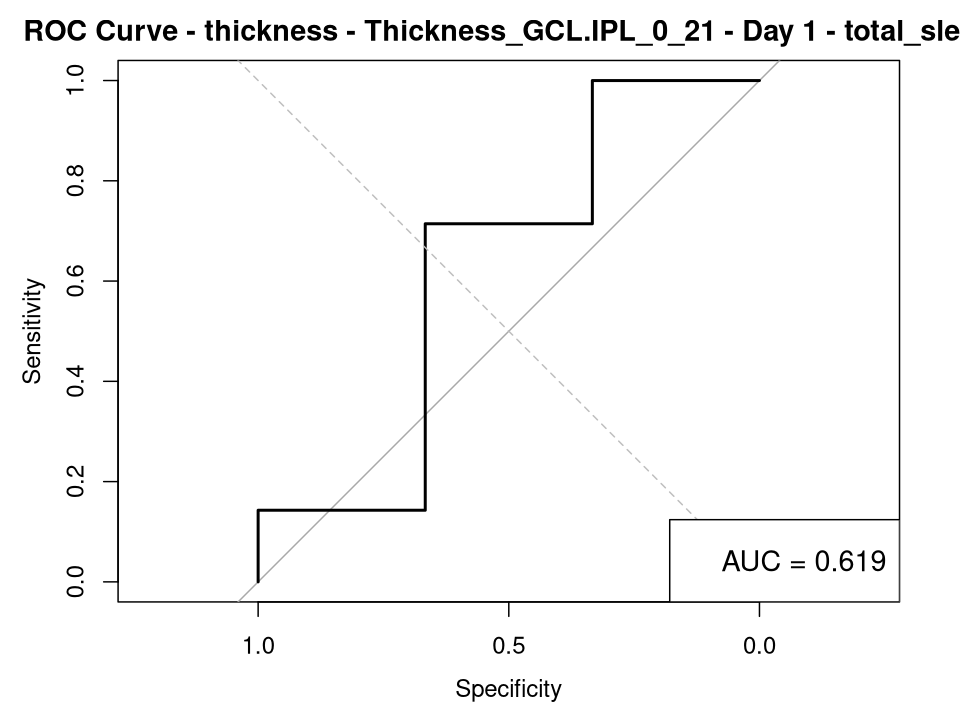 ROC Curve - thickness - Thickness_GCL.IPL_0_21 - Day 1 - total_sle
Sensitivity
1.0
0.8
0.6
0.4
0.2
0.0
AUC = 0.619
1.0 0.5 0.0
Specificity